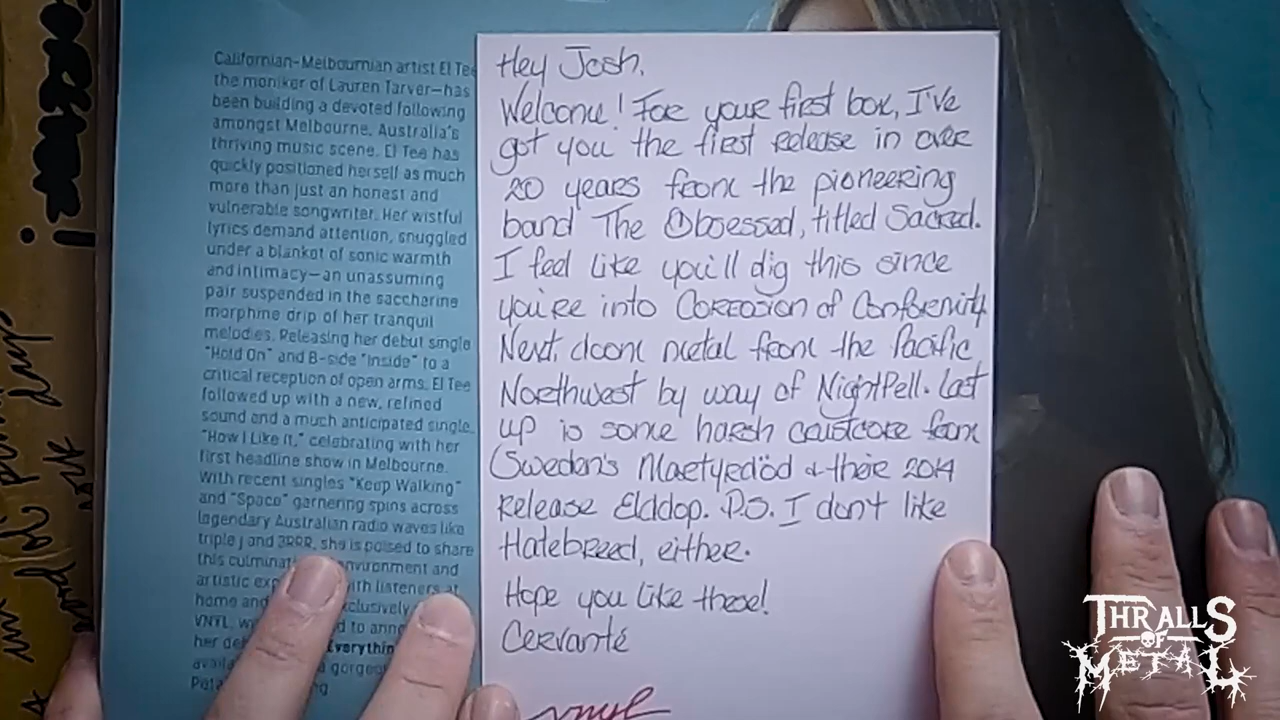 Californian-Melbournian artist El Tee
the moniker of Lauren Tarver—has
been building a devoted following
amongst Melbourne, Australia's
thriving music scene. El Tee has
quickly positioned herself as much
more than just an honest and
vulnerable songwriter. Her wistful
lyrics demand attention, snuggled
under a blanket of sonic warmth
and intimacy—an unassuming
pair suspended in the saccharine
morphine drip of her tranquil
melodies. Releasing her debut single
"Hold On" and B-side "Inside" to a
critical reception of open arms. El Tee
followed up with a new, refined
sound and a much anticipated single,
"How I Like It," celebrating with her
first headline show in Melbourne.
With recent singles "Keep Walking"
and "Space" garnering spins across
legendary Australian radio waves like
triple j and 3RRR, she is poised to share
this environment and
artistic with listeners at
home and
VNYL, to
her Everything
a
Hey Josh,
Welcome! For your first box, I've
got you the first release in over
20 years from the pioneering
band The Obsessed, titled Sacred.
I feel like you'll dig this since
you're into Corrosion of Conformity
Next, doom metal from the Pacific
Northwest by way of NightFell. Last
up is some harsh crustcore from
Sweden's Martyrdöd & their 2014
release Elddop. P.S. I don't like
Hatebreed, either.
Hope you like these!
Cervanté
vnyl
THRALLS
OF
METAL